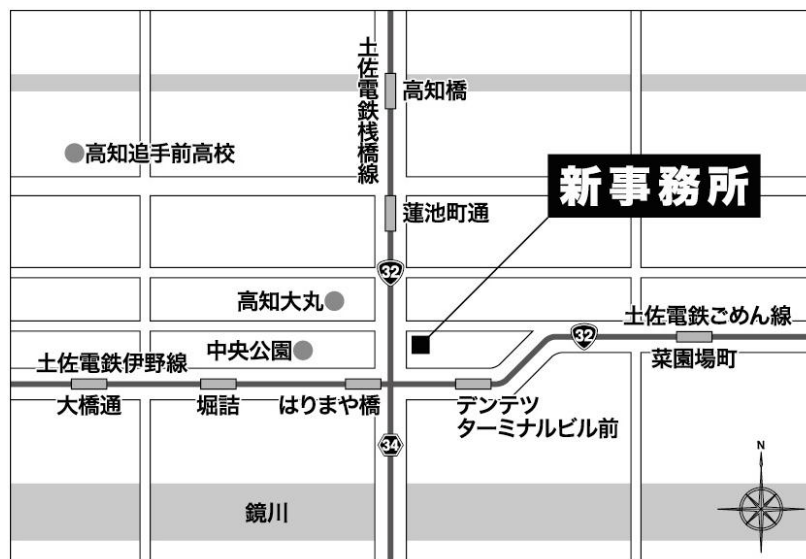 土佐電鉄桟橋線
高知橋
高知追手前高校
新事務所
蓮池町通
32
高知大丸
32
土佐電鉄ごめん線
中央公園
土佐電鉄伊野線
菜園場町
大橋通
堀詰
はりまや橋
デンテツ
ターミナルビル前
34
鏡川
N